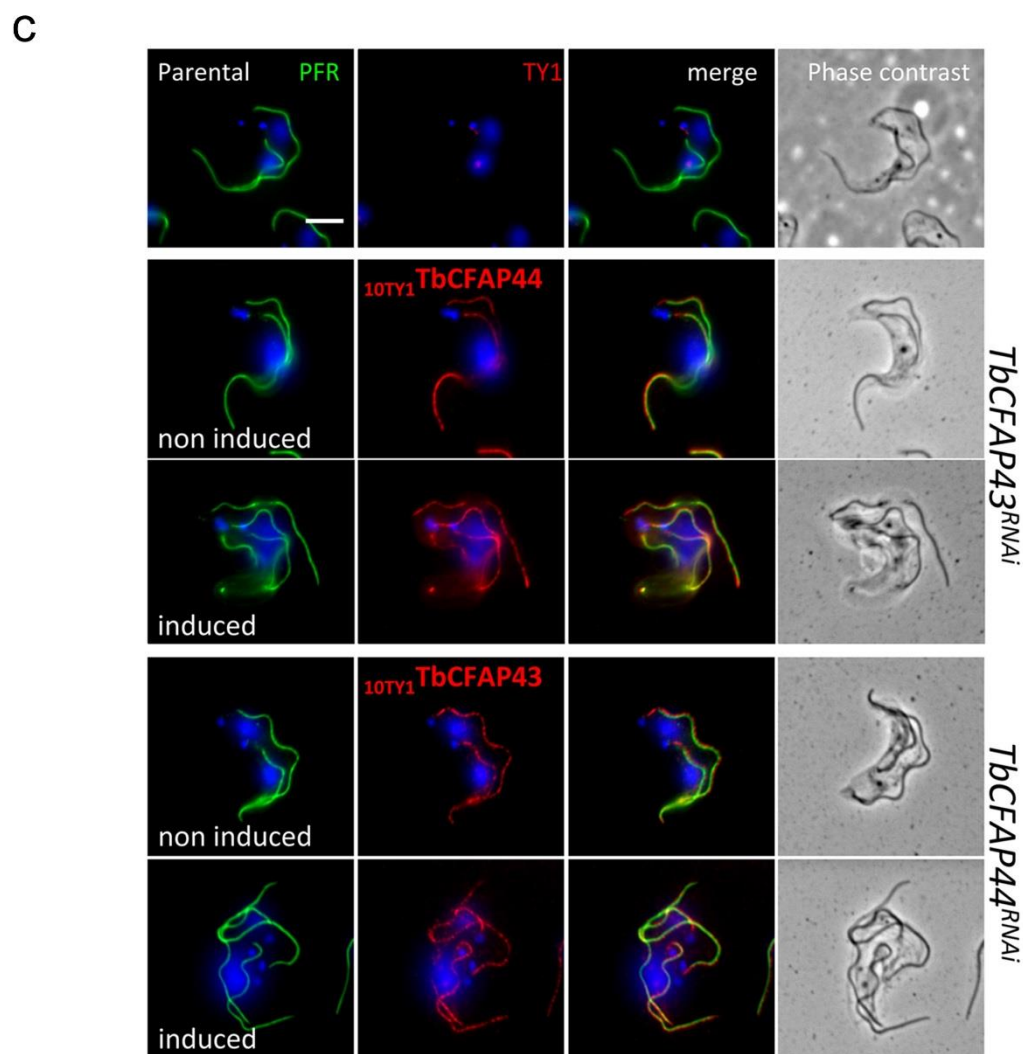 C
Parental PFR
TY1
merge
Phase contrast
10TY1TbCFAP44
non induced
induced
TbCFAP43RNAi
10TY1TbCFAP43
non induced
induced
TbCFAP44RNAi